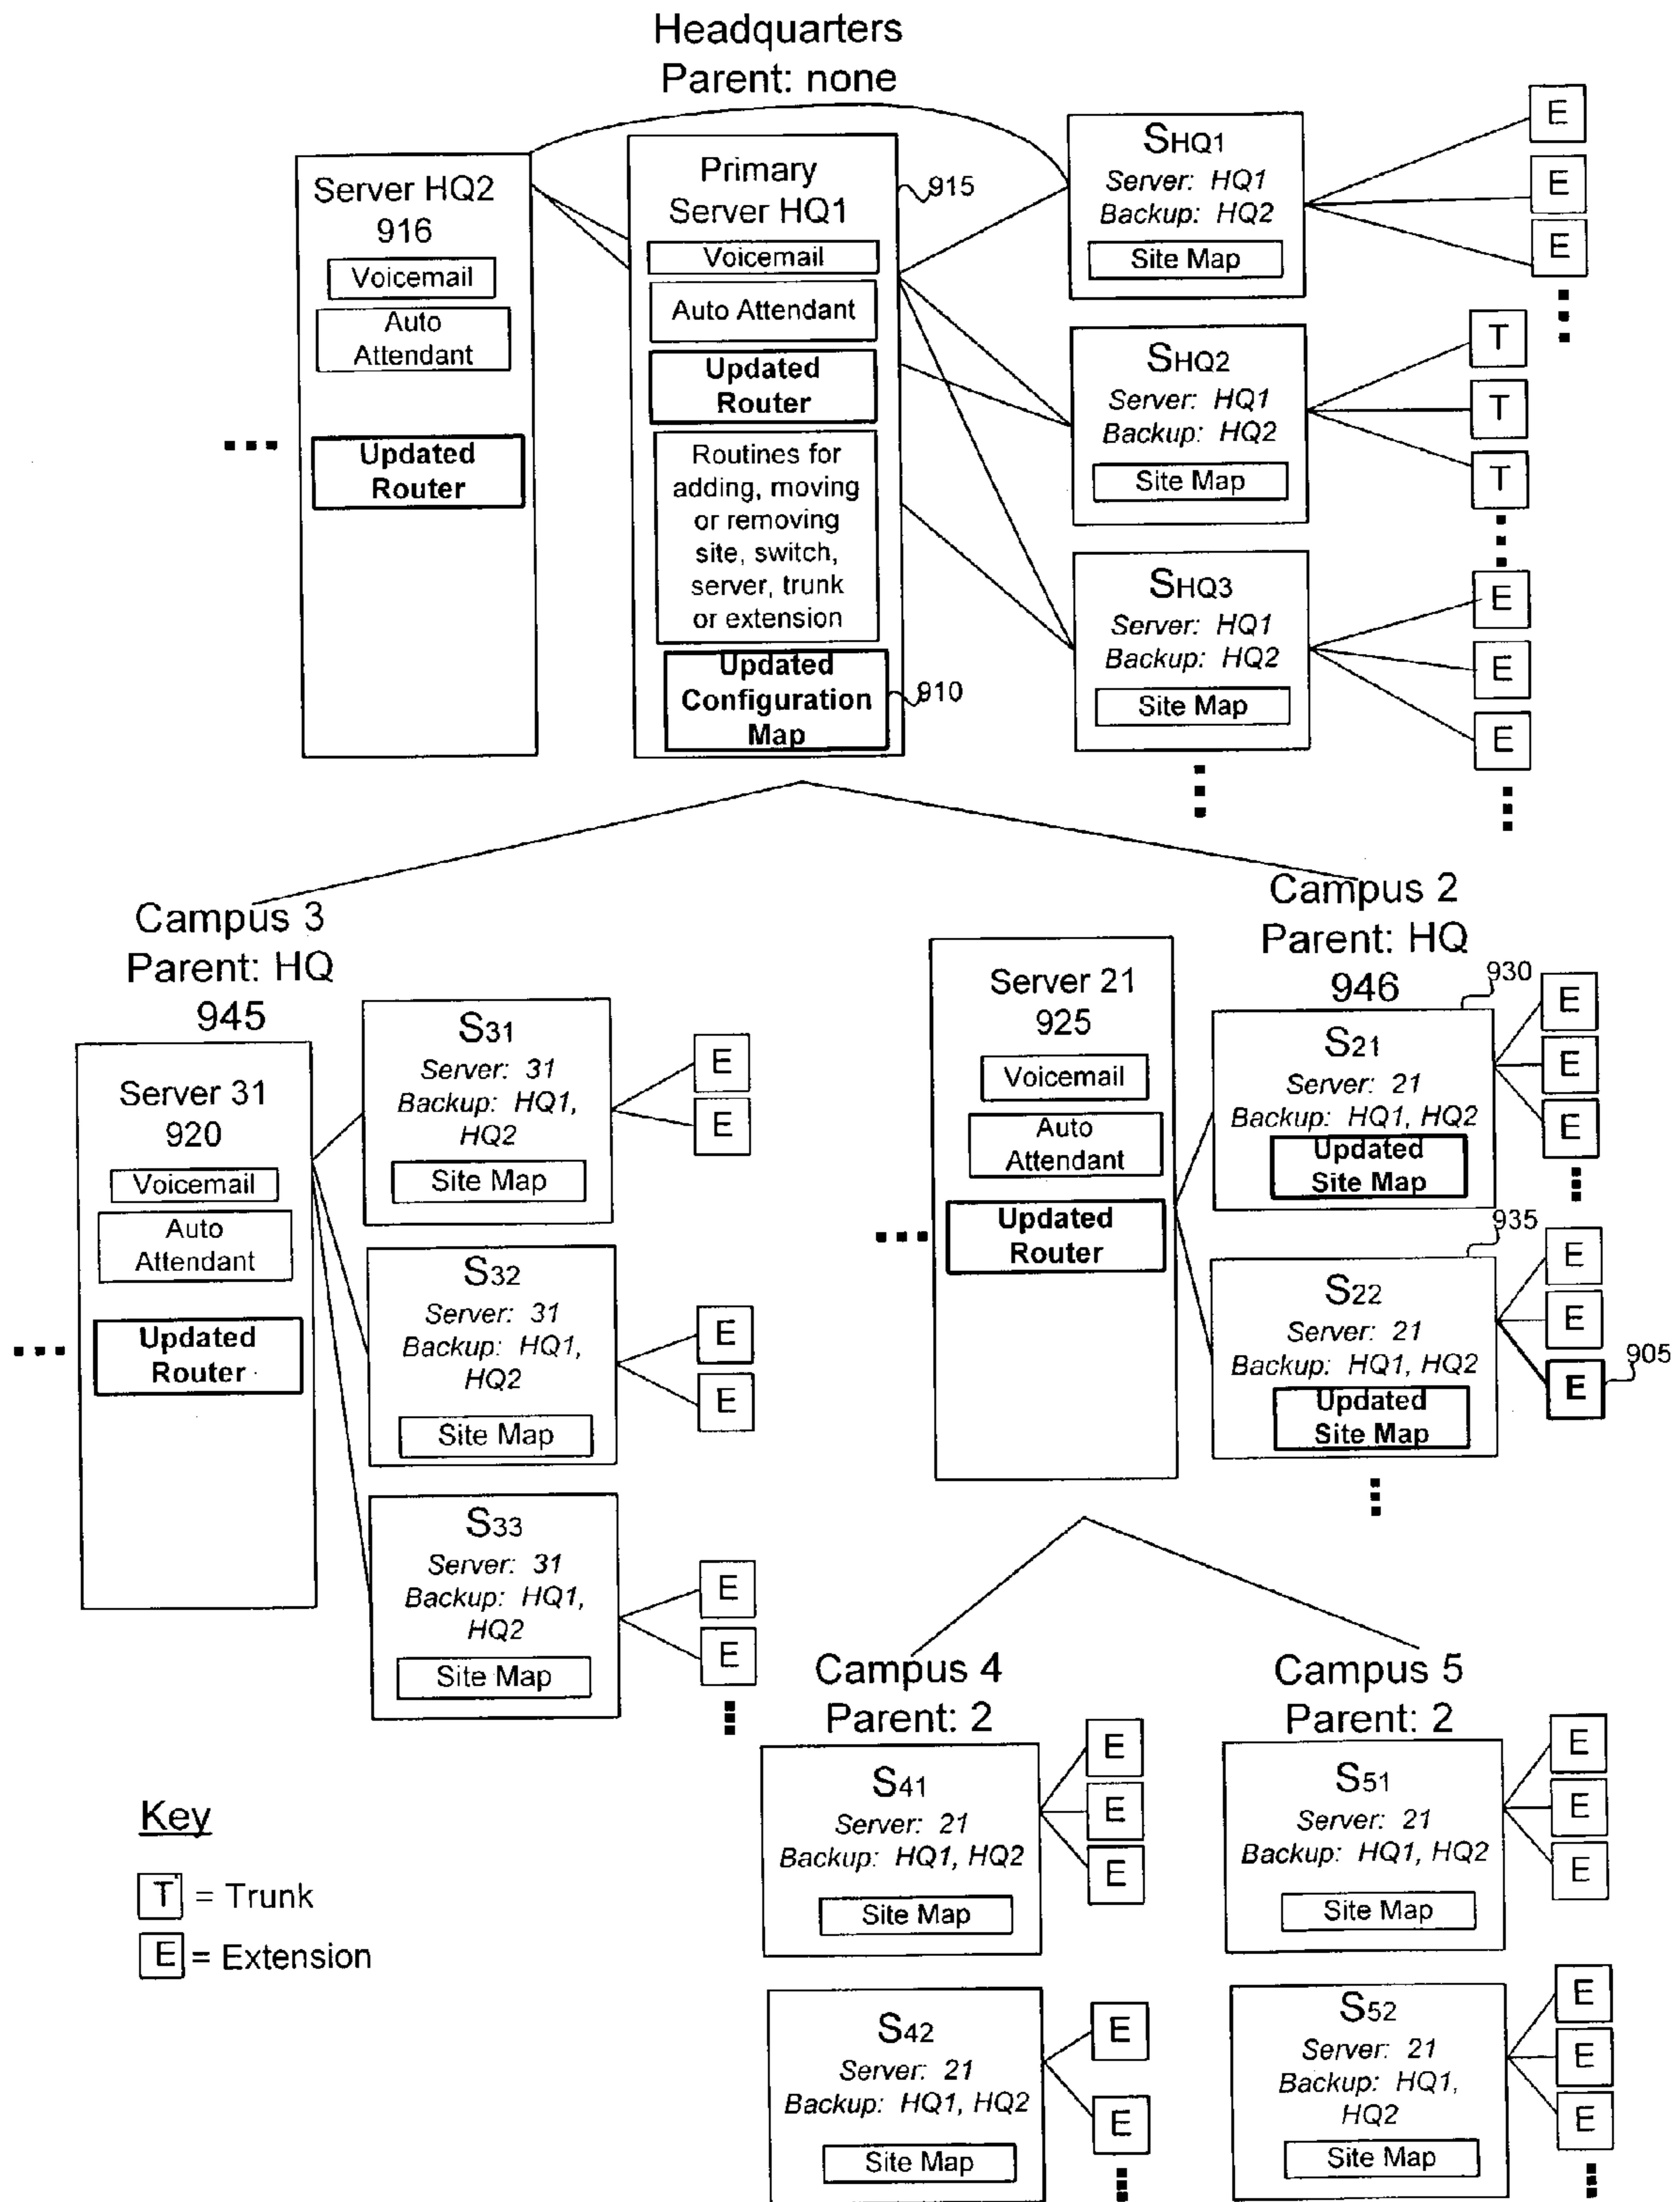 Headquarters
Parent: none
Server HQ2
916
Voicemail
Auto
Attendant
Updated
Router
Primary
Server HQ1
915
Voicemail
Auto Attendant
Updated
Router
Routines for
adding, moving
or removing
site, switch,
server, trunk
or extension
Updated
Configuration
Map
910
SHQ1
Server: HQ1
Backup: HQ2
Site Map
E
E
E
SHQ2
Server: HQ1
Backup: HQ2
Site Map
T
T
T
SHQ3
Server: HQ1
Backup: HQ2
Site Map
E
E
E
Campus 3
Parent: HQ
945
Server 31
920
Voicemail
Auto
Attendant
Updated
Router
S31
Server: 31
Backup: HQ1,
HQ2
Site Map
E
E
S32
Server: 31
Backup: HQ1,
HQ2
Site Map
E
E
S33
Server: 31
Backup: HQ1,
HQ2
Site Map
E
E
Campus 2
Parent: HQ
946
Server 21
925
Voicemail
Auto
Attendant
Updated
Router
930
S21
Server: 21
Backup: HQ1, HQ2
Updated
Site Map
E
E
E
935
S22
Server: 21
Backup: HQ1, HQ2
Updated
Site Map
E
E
E
905
Campus 4
Parent: 2
S41
Server: 21
Backup: HQ1, HQ2
Site Map
E
E
E
S42
Server: 21
Backup: HQ1, HQ2
Site Map
E
E
Campus 5
Parent: 2
S51
Server: 21
Backup: HQ1, HQ2
Site Map
E
E
E
S52
Server: 21
Backup: HQ1,
HQ2
Site Map
E
E
E
Key
T = Trunk
E = Extension